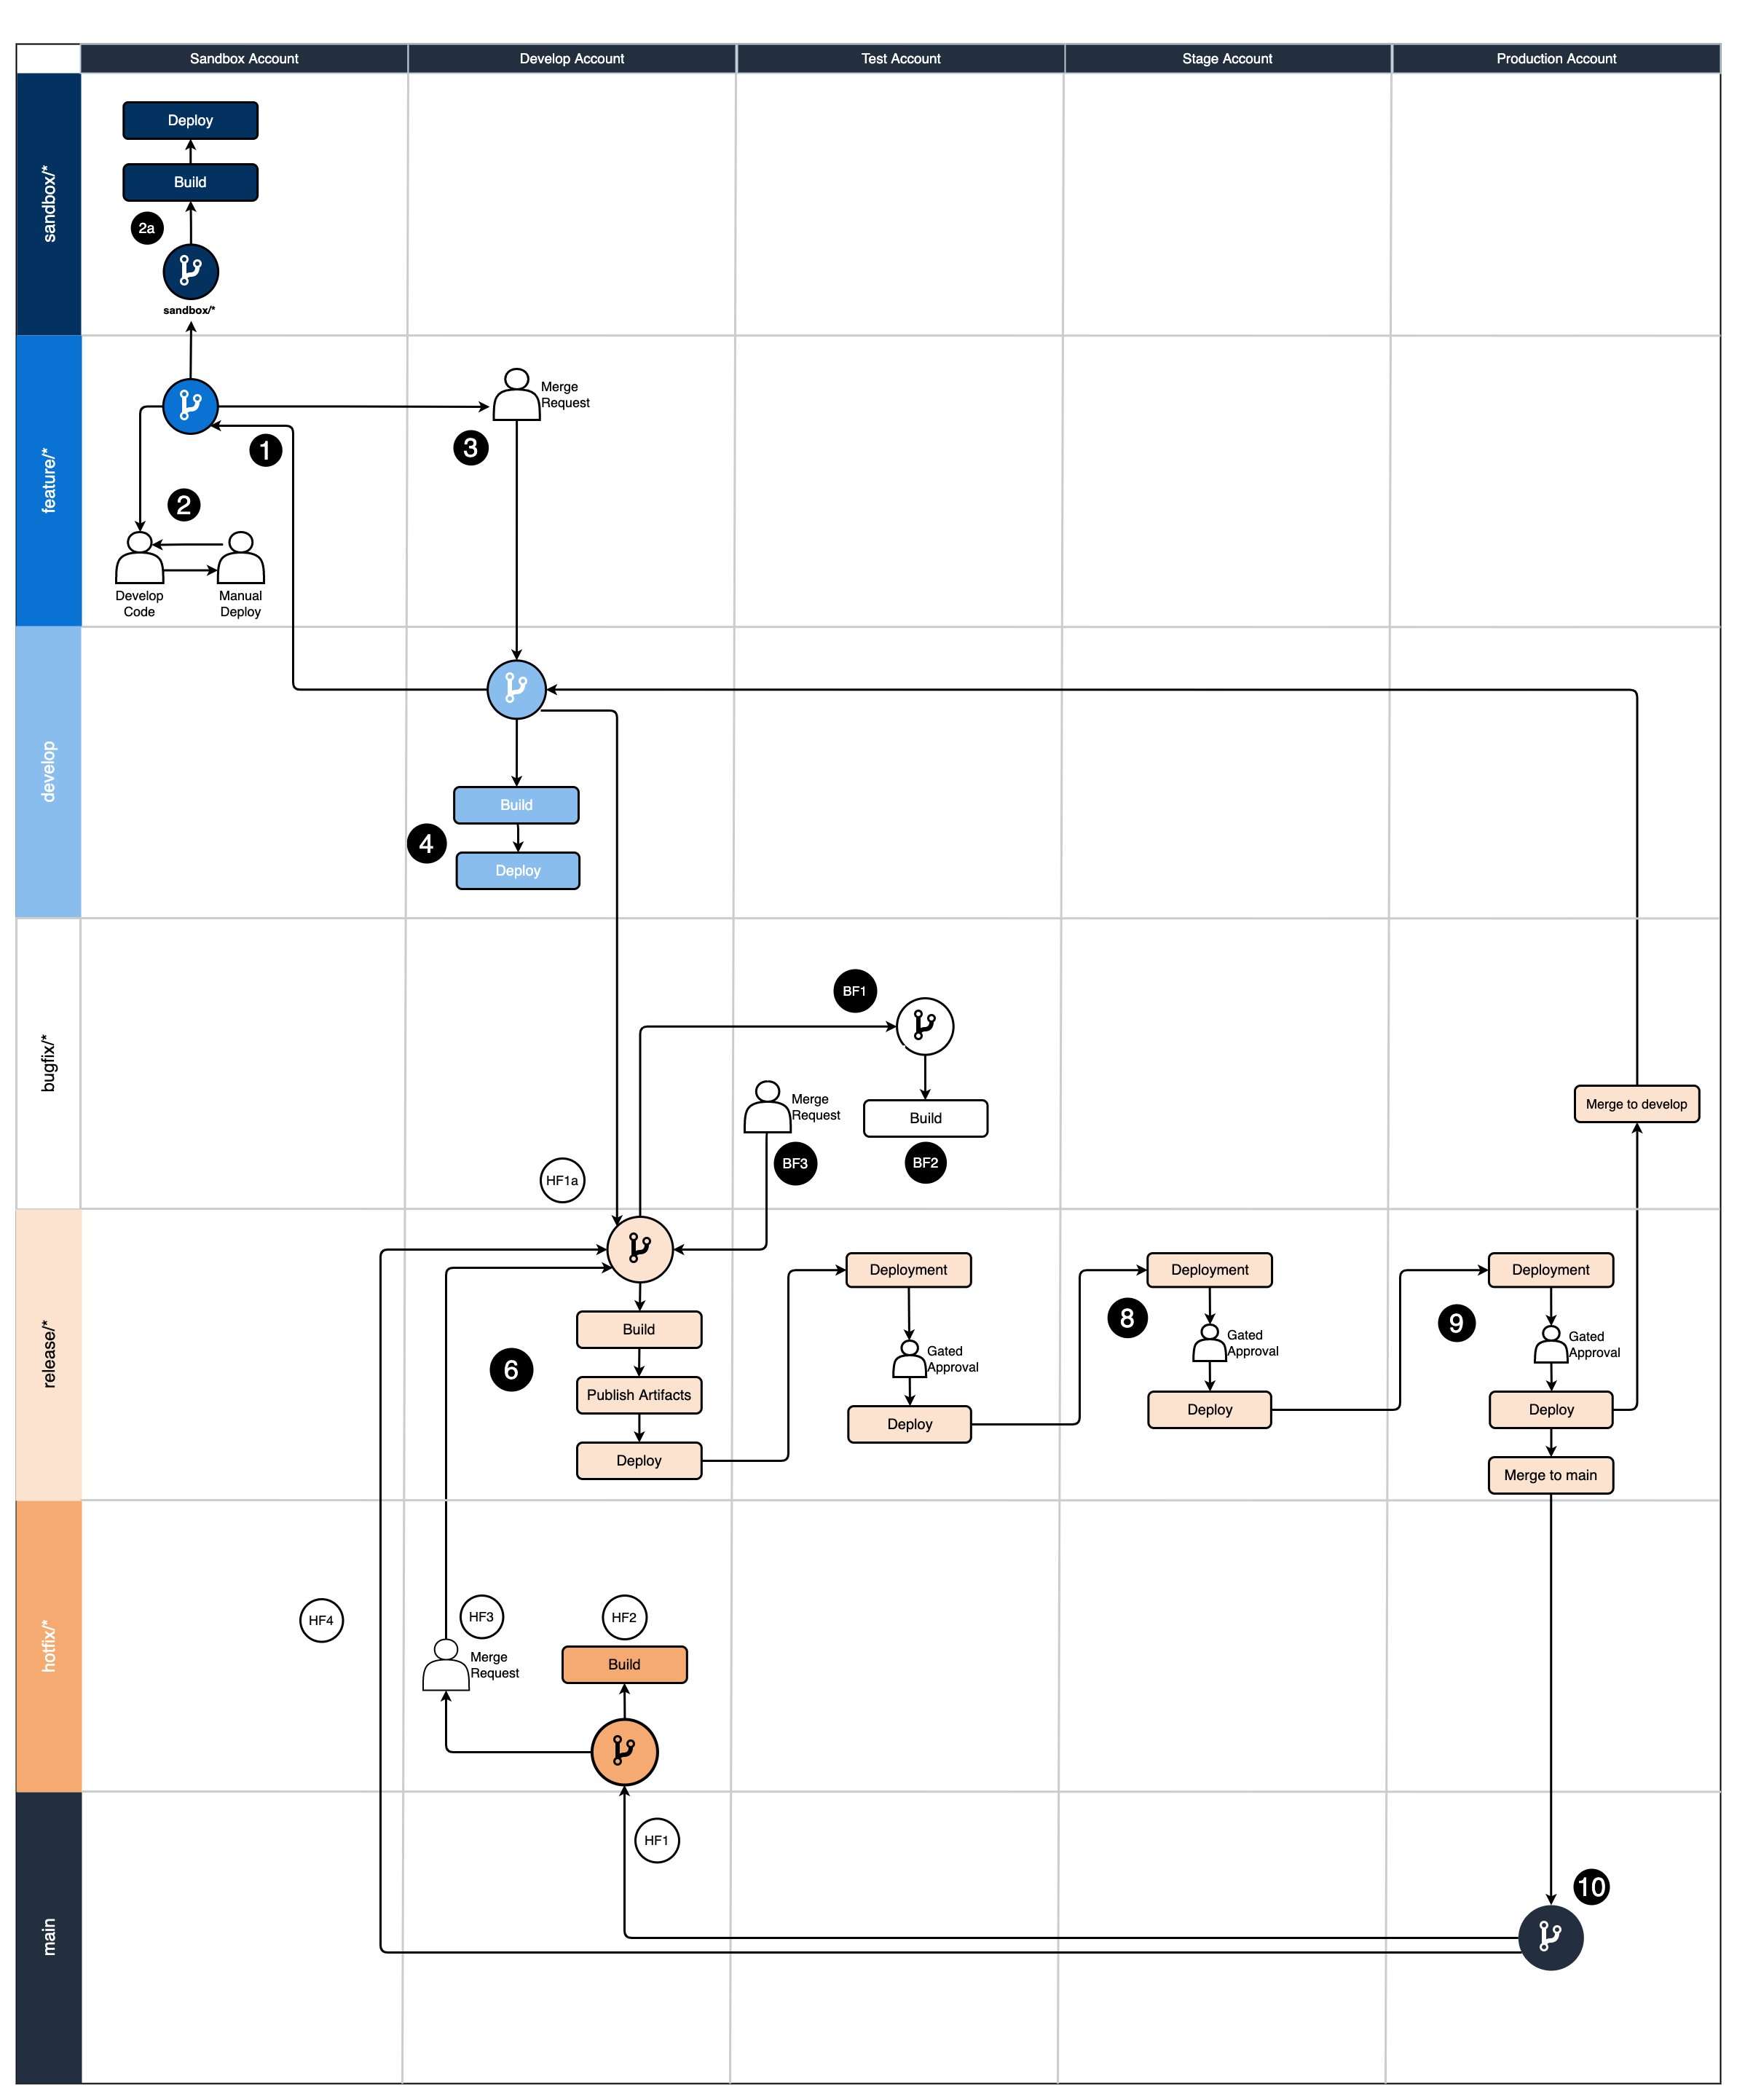 Sandbox Account
Develop Account
Test Account
Stage Account
Production Account
sandbox/*
Deploy
Build
2a
sandbox/*
feature/*
Merge
Request
1
3
2
Develop
Code
Manual
Deploy
develop
Build
4
Deploy
bugfix/*
BF1
Merge
Request
Build
Merge to develop
BF3
BF2
HF1a
release/*
Deployment
Deployment
Deployment
8
9
Build
Gated
Approval
Gated
Approval
Gated
Approval
6
Publish Artifacts
Deploy
Deploy
Deploy
Deploy
Merge to main
hotfix/*
HF4
HF3
HF2
Merge
Request
Build
main
HF1
10